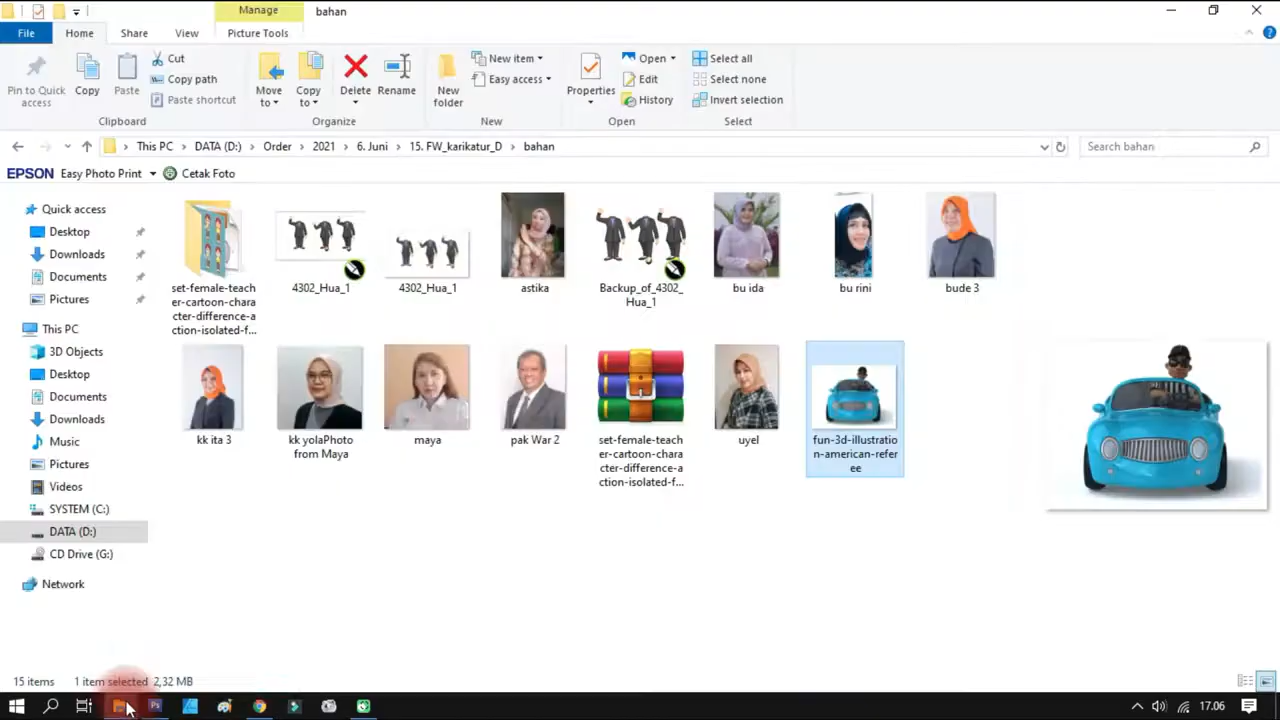 Manage
bahan
File
Home
Share
View
Picture Tools
Pin to Quick
access
Copy
Paste
Cut
Copy path
Paste shortcut
Move
to
Copy
to
Delete
Rename
New
folder
New item
Easy access
Properties
Open
Edit
History
Select all
Select none
Invert selection
Clipboard
Organize
New
Open
Select
This PC
DATA (D:)
Order
2021
6. Juni
15. FW_karikatur_D
bahan
Search bahan
EPSON
Easy Photo Print
Cetak Foto
Quick access
Desktop
Downloads
Documents
Pictures
This PC
3D Objects
Desktop
Documents
Downloads
Music
Pictures
Videos
SYSTEM (C:)
DATA (D:)
CD Drive (G:)
Network
set-female-teach
er-cartoon-chara
cter-difference-a
ction-isolated-f...
4302_Hua_1
4302_Hua_1
astika
Backup_of_4302_
Hua_1
bu ida
bu rini
bude 3
kk ita 3
kk yolaPhoto
from Maya
maya
pak War 2
set-female-teach
er-cartoon-chara
cter-difference-a
ction-isolated-f...
uyel
fun-3d-illustratio
n-american-refer
ee
15 items
1 item selected
2,32 MB
17.06